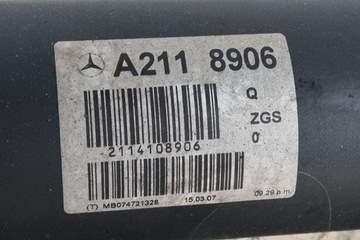 A211 8906
Q
ZGS
0
2114108906
(T) MB074721328 15.03.07 09.29 p.m.